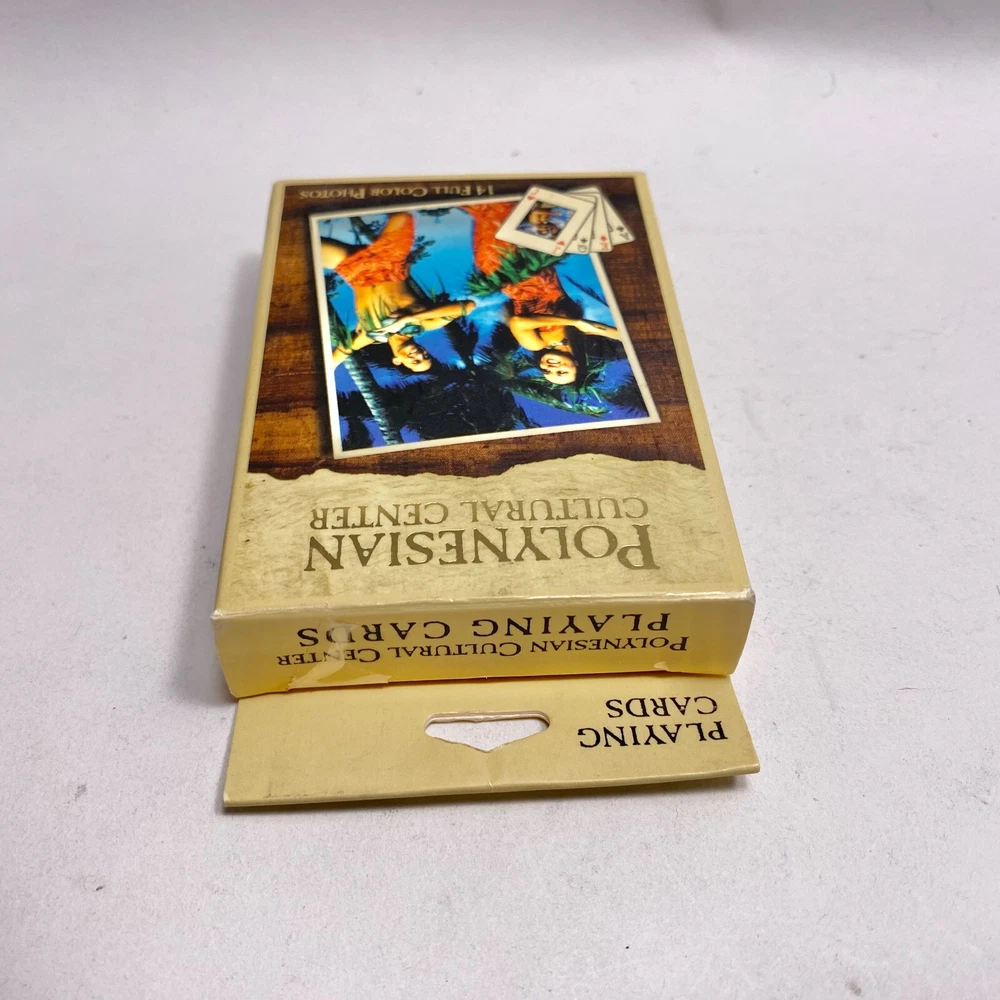 PLAYING
CARDS
POLYNESIAN CULTURAL CENTER
PLAYING CARDS
POLYNESIAN
CULTURAL CENTER
14 FULL COLOR PHOTOS